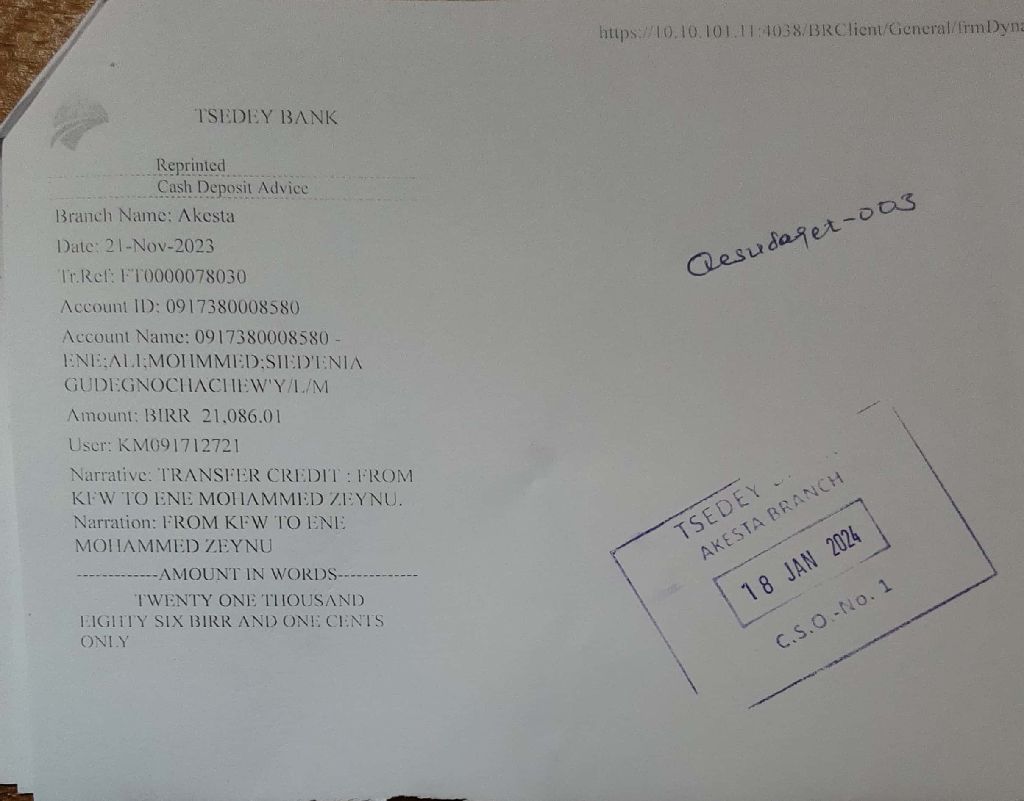 https://10.10.101.11:4038/BRClient/General/frmDyna
TSEDEY BANK
Reprinted
Cash Deposit Advice
Branch Name: Akesta
Date: 21-Nov-2023
Tr.Ref: FT0000078030
Account ID: 0917380008580
Account Name: 0917380008580 -
ENE;ALI;MOHMMED;SIED'ENIA
GUDEGNOCHACHEW'Y/L/M
Amount: BIRR 21,086.01
User: KM091712721
Narrative: TRANSFER CREDIT : FROM
KFW TO ENE MOHAMMED ZEYNU.
Narration: FROM KFW TO ENE
MOHAMMED ZEYNU
-------------AMOUNT IN WORDS-------------
TWENTY ONE THOUSAND
EIGHTY SIX BIRR AND ONE CENTS
ONLY
-003
TSEDEY
AKESTA BRANCH
18 JAN 2024
C.S.O.-No. 1